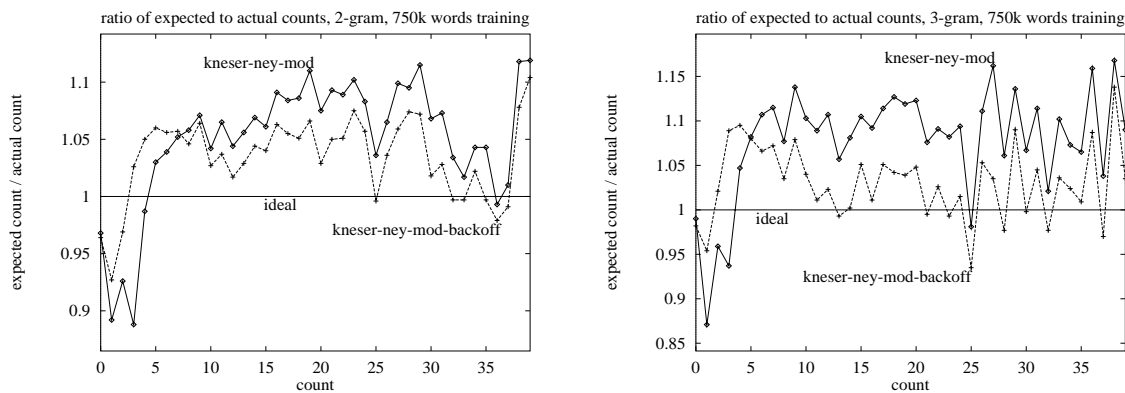 ratio of expected to actual counts, 2-gram, 750k words training
kneser-ney-mod
1.1
1.05
1
0.95
0.9
expected count / actual count
ideal
kneser-ney-mod-backoff
0 5 10 15 20 25 30 35
count
ratio of expected to actual counts, 3-gram, 750k words training
kneser-ney-mod
1.15
1.1
1.05
1
0.95
0.9
0.85
expected count / actual count
ideal
kneser-ney-mod-backoff
0 5 10 15 20 25 30 35
count